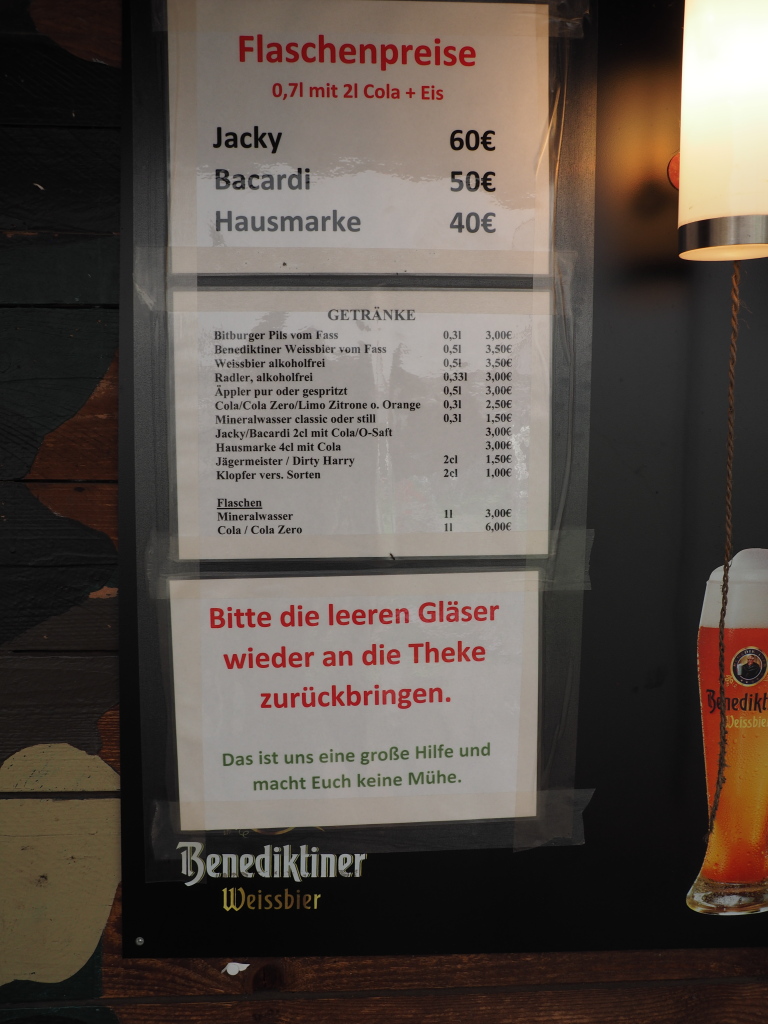 Flaschenpreise
0,7l mit 2l Cola + Eis
Jacky 60€
Bacardi 50€
Hausmarke 40€
GETRÄNKE
Bitburger Pils vom Fass 0,3l 3,00€
Benediktiner Weissbier vom Fass 0,5l 3,50€
Weissbier alkoholfrei 0,5l 3,50€
Radler, alkoholfrei 0,33l 3,00€
Äppler pur oder gespritzt 0,5l 3,00€
Cola/Cola Zero/Limo Zitrone o. Orange 0,3l 2,50€
Mineralwasser classic oder still 0,3l 1,50€
Jacky/Bacardi 2cl mit Cola/O-Saft 3,00€
Hausmarke 4cl mit Cola 3,00€
Jägermeister / Dirty Harry 2cl 1,50€
Klopfer vers. Sorten 2cl 1,00€
Flaschen
Mineralwasser 1l 3,00€
Cola / Cola Zero 1l 6,00€
Bitte die leeren Gläser
wieder an die Theke
zurückbringen.
Das ist uns eine große Hilfe und
macht Euch keine Mühe.
Benediktiner
Weissbier
Benedikt
Weissbier